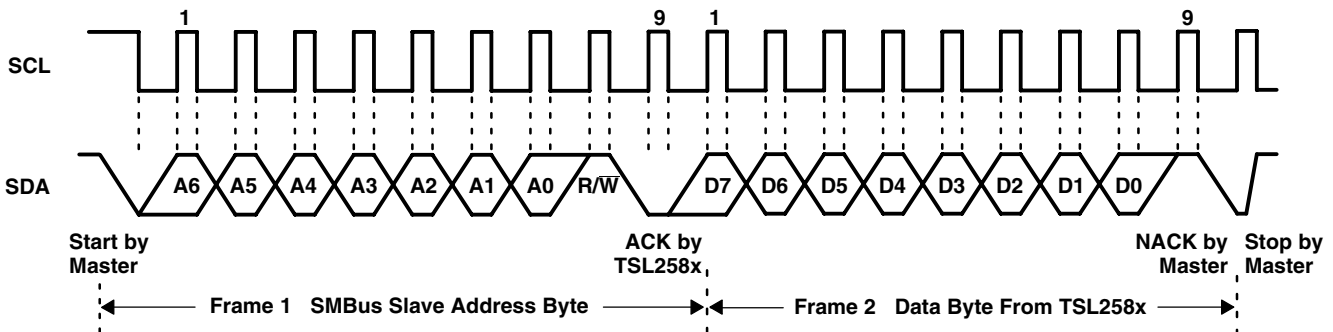 1 9 1 9
SCL
SDA A6 A5 A4 A3 A2 A1 A0 R/W̅ D7 D6 D5 D4 D3 D2 D1 D0
Start by
Master
ACK by
TSL258x
NACK by
Master
Stop by
Master
Frame 1 SMBus Slave Address Byte
Frame 2 Data Byte From TSL258x